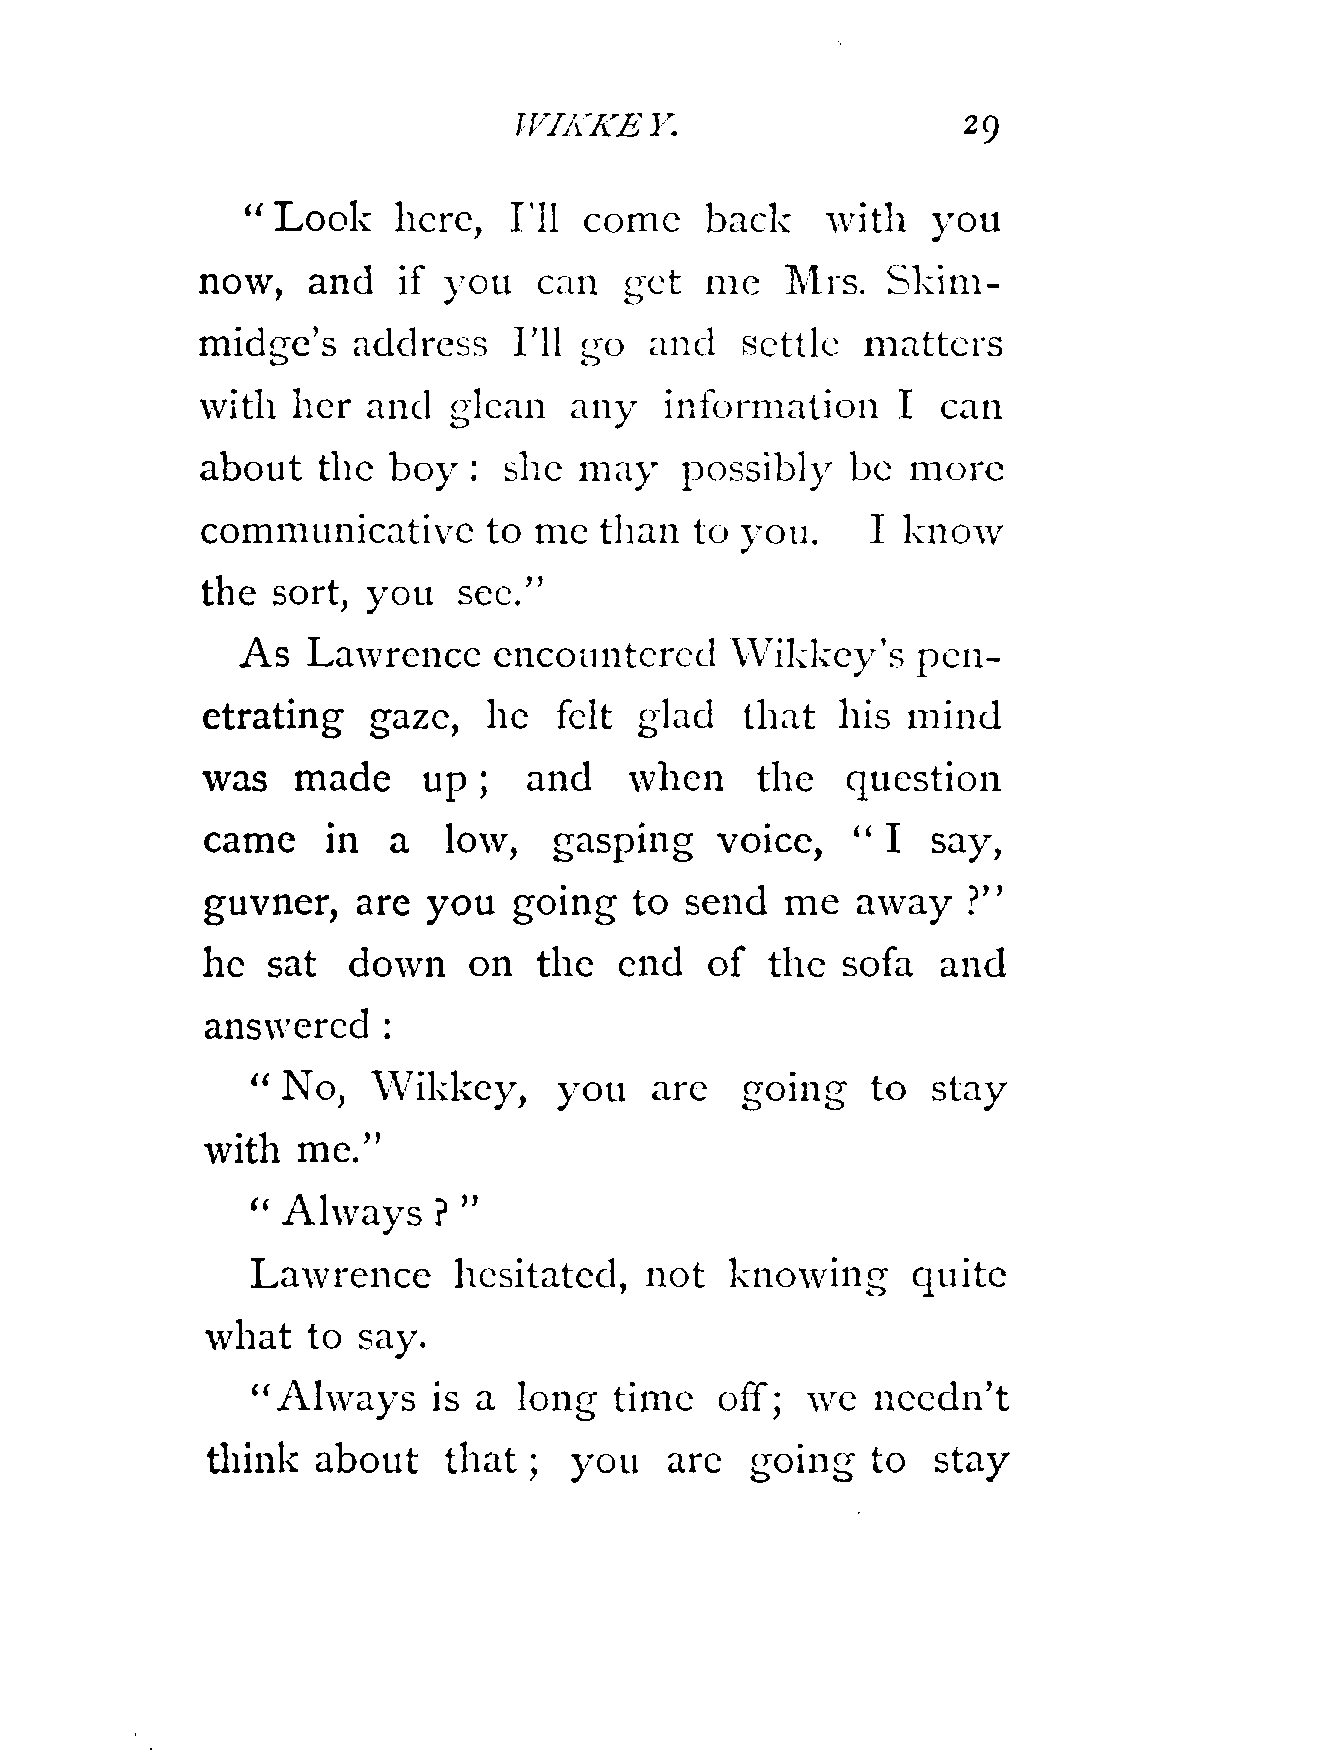 WIKKEY. 29
"Look here, I'll come back with you
now, and if you can get me Mrs. Skim-
midge's address I'll go and settle matters
with her and glean any information I can
about the boy: she may possibly be more
communicative to me than to you. I know
the sort, you see."
As Lawrence encountered Wikkey's pen-
etrating gaze, he felt glad that his mind
was made up; and when the question
came in a low, gasping voice, "I say,
guvner, are you going to send me away?"
he sat down on the end of the sofa and
answered:
"No, Wikkey, you are going to stay
with me."
"Always?"
Lawrence hesitated, not knowing quite
what to say.
"Always is a long time off; we needn't
think about that; you are going to stay